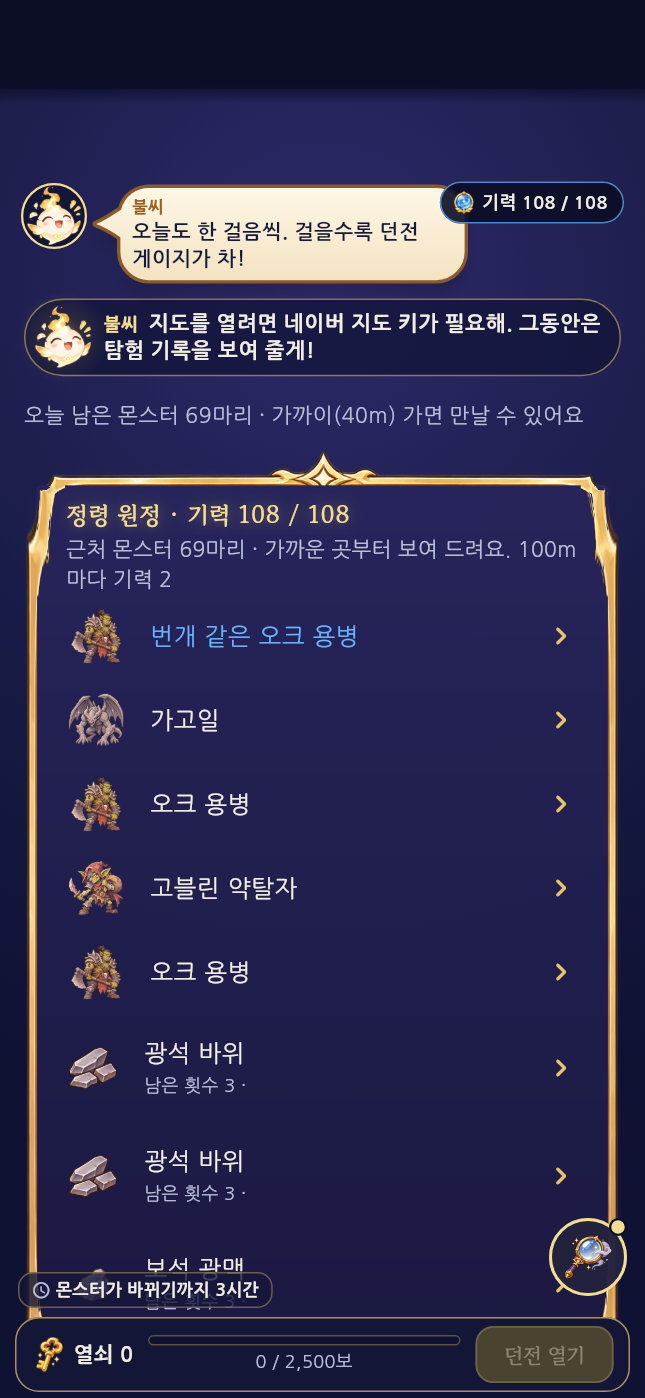 불씨
오늘도 한 걸음씩. 걸을수록 던전
게이지가 차!
기력 108 / 108
불씨 지도를 열려면 네이버 지도 키가 필요해. 그동안은
탐험 기록을 보여 줄게!
오늘 남은 몬스터 69마리 · 가까이(40m) 가면 만날 수 있어요
정령 원정 · 기력 108 / 108
근처 몬스터 69마리 · 가까운 곳부터 보여 드려요. 100m
마다 기력 2
번개 같은 오크 용병
가고일
오크 용병
고블린 약탈자
오크 용병
광석 바위
남은 횟수 3 ·
광석 바위
남은 횟수 3 ·
보석 광맥
남은 횟수 3 ·
몬스터가 바뀌기까지 3시간
열쇠 0
0 / 2,500보
던전 열기